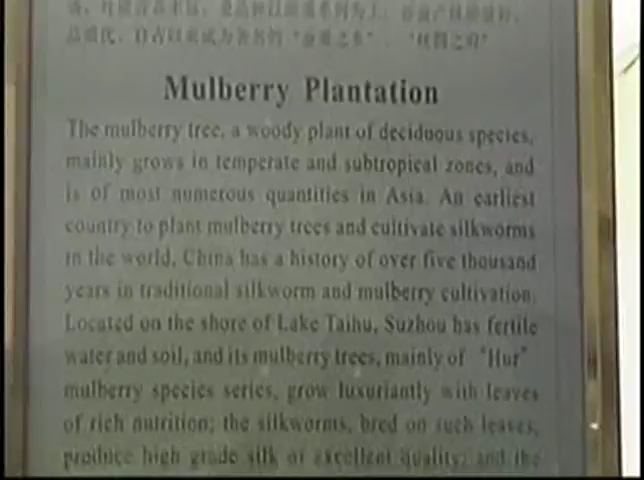 Mulberry Plantation
The mulberry tree, a woody plant of deciduous species,
mainly grows in temperate and subtropical zones, and
is of most numerous quantities in Asia. An earliest
country to plant mulberry trees and cultivate silkworms
in the world, China has a history of over five thousand
years in traditional silkworm and mulberry cultivation.
Located on the shore of Lake Taihu, Suzhou has fertile
water and soil, and its mulberry trees, mainly of "Hur"
mulberry species series, grow luxuriantly with leaves
of rich nutrition; the silkworms, bred on such leaves,
produce high grade silk of excellent quality; and the